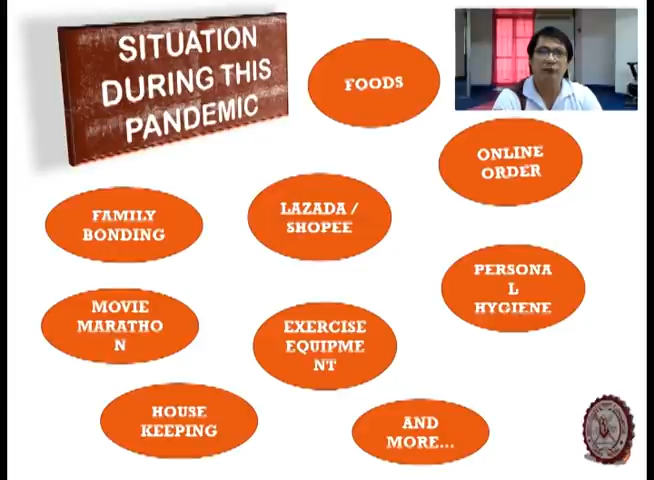 SITUATION
DURING THIS
PANDEMIC
FOODS
ONLINE
ORDER
FAMILY
BONDING
LAZADA /
SHOPEE
PERSONA
L
HYGIENE
MOVIE
MARATHO
N
EXERCISE
EQUIPME
NT
HOUSE
KEEPING
AND
MORE...